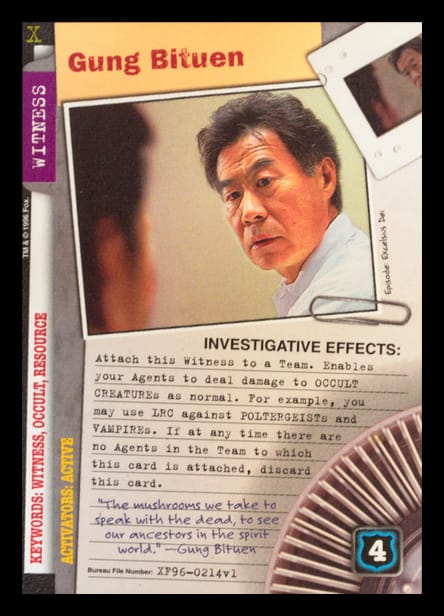 X
Gung Bituen
WITNESS
TM & © 1996 Fox.
Episode: Excelsius Dei
KEYWORDS: WITNESS, OCCULT, RESOURCE
ACTIVATORS: ACTIVE
INVESTIGATIVE EFFECTS:
Attach this Witness to a Team. Enables
your Agents to deal damage to OCCULT
CREATUREs as normal. For example, you
may use LRC against POLTERGEISTs and
VAMPIREs. If at any time there are
no Agents in the Team to which
this card is attached, discard
this card.
"The mushrooms we take to
speak with the dead, to see
our ancestors in the spirit
world." —Gung Bituen
Bureau File Number: XF96-0214v1
4